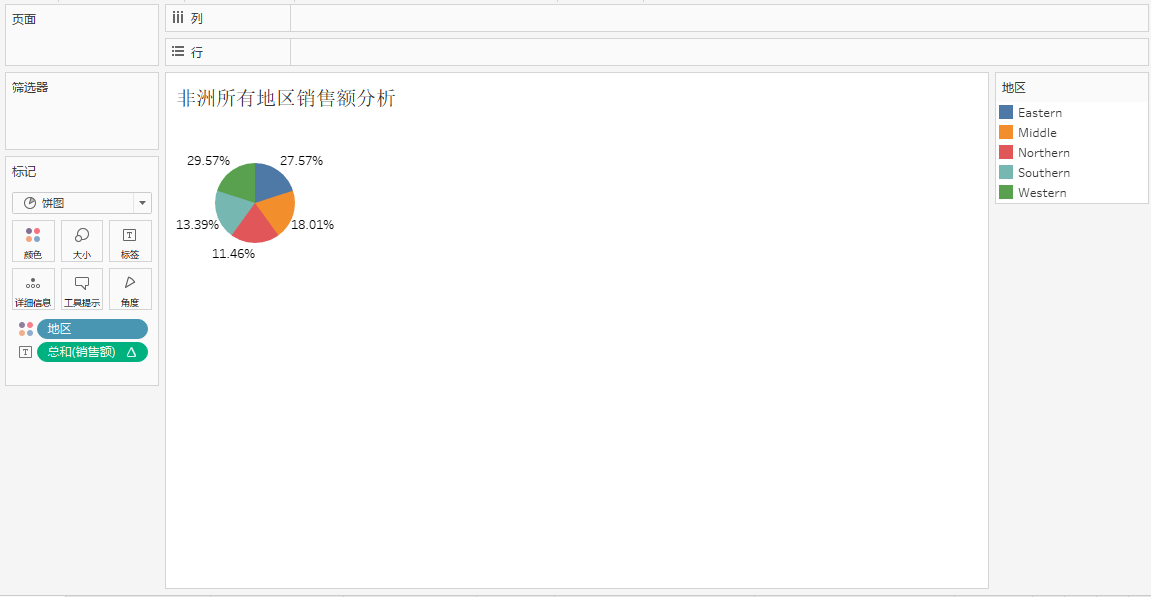 页面
列
行
筛选器
标记
饼图
颜色
大小
标签
详细信息
工具提示
角度
地区
总和(销售额)
非洲所有地区销售额分析
29.57%
27.57%
13.39%
18.01%
11.46%
地区
Eastern
Middle
Northern
Southern
Western